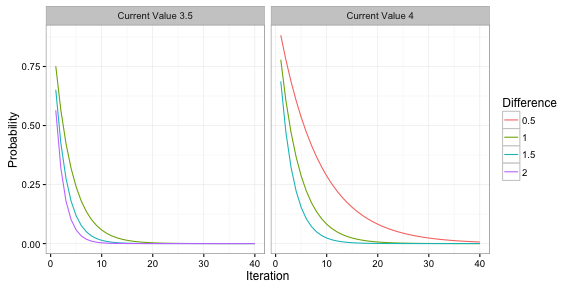 Current Value 3.5
Current Value 4
Probability
0.75
0.50
0.25
0.00
0 10 20 30 40
0 10 20 30 40
Iteration
Difference
0.5
1
1.5
2